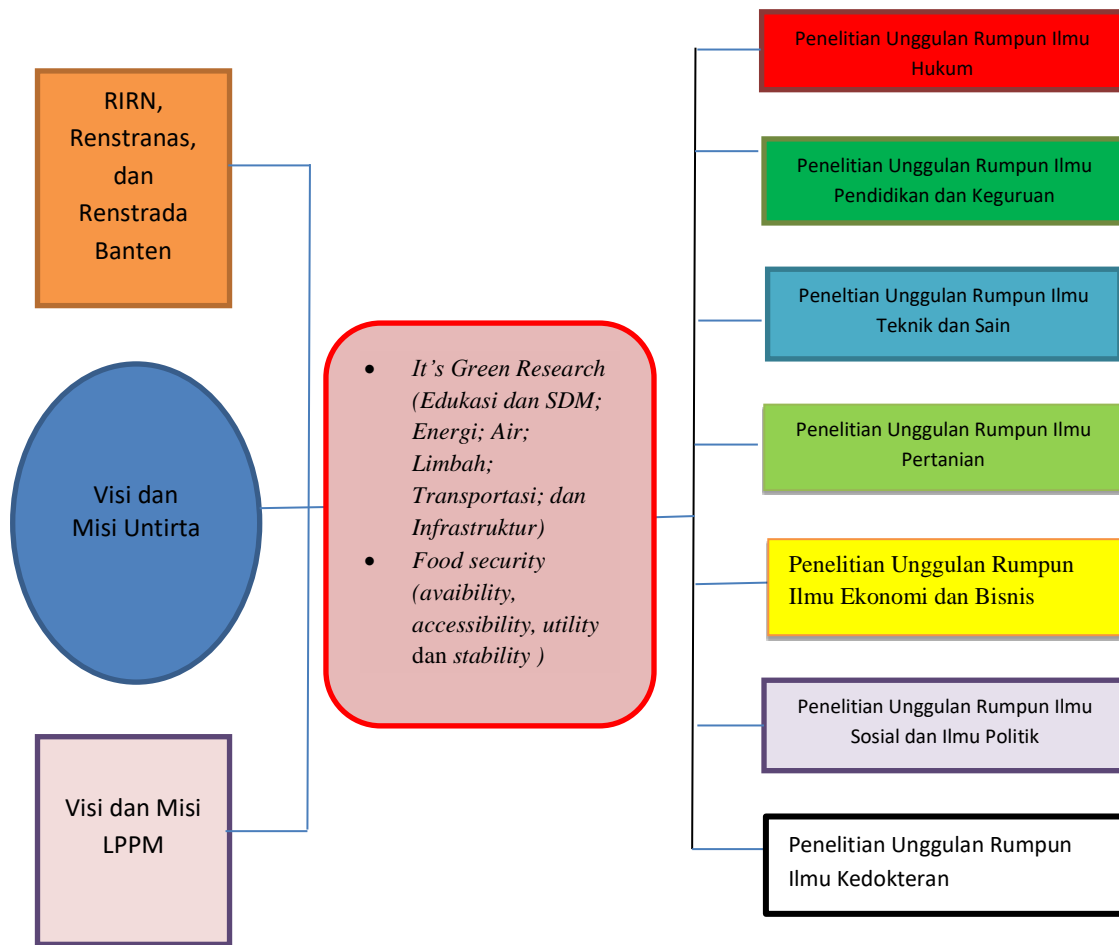 RIRN,
Renstranas,
dan
Renstrada
Banten
Visi dan
Misi Untirta
Visi dan Misi
LPPM
• It’s Green Research
(Edukasi dan SDM;
Energi; Air;
Limbah;
Transportasi; dan
Infrastruktur)
• Food security
(avaibility,
accessibility, utility
dan stability )
Penelitian Unggulan Rumpun Ilmu
Hukum
Penelitian Unggulan Rumpun Ilmu
Pendidikan dan Keguruan
Peneltian Unggulan Rumpun Ilmu
Teknik dan Sain
Penelitian Unggulan Rumpun Ilmu
Pertanian
Penelitian Unggulan Rumpun
Ilmu Ekonomi dan Bisnis
Penelitian Unggulan Rumpun Ilmu
Sosial dan Ilmu Politik
Penelitian Unggulan Rumpun
Ilmu Kedokteran